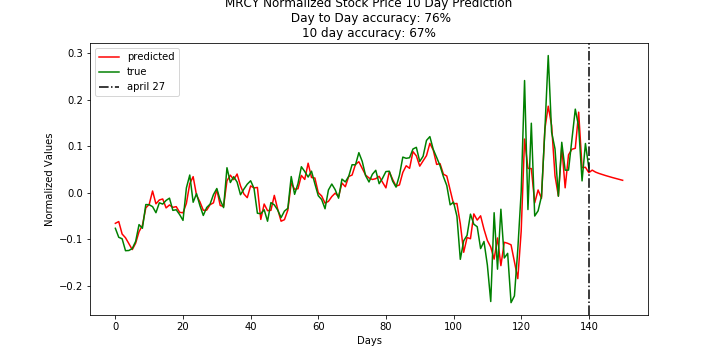 MRCY Normalized Stock Price 10 Day Prediction
Day to Day accuracy: 76%
10 day accuracy: 67%
predicted
true
april 27
0.3
0.2
0.1
0.0
−0.1
−0.2
Normalized Values
0 20 40 60 80 100 120 140
Days